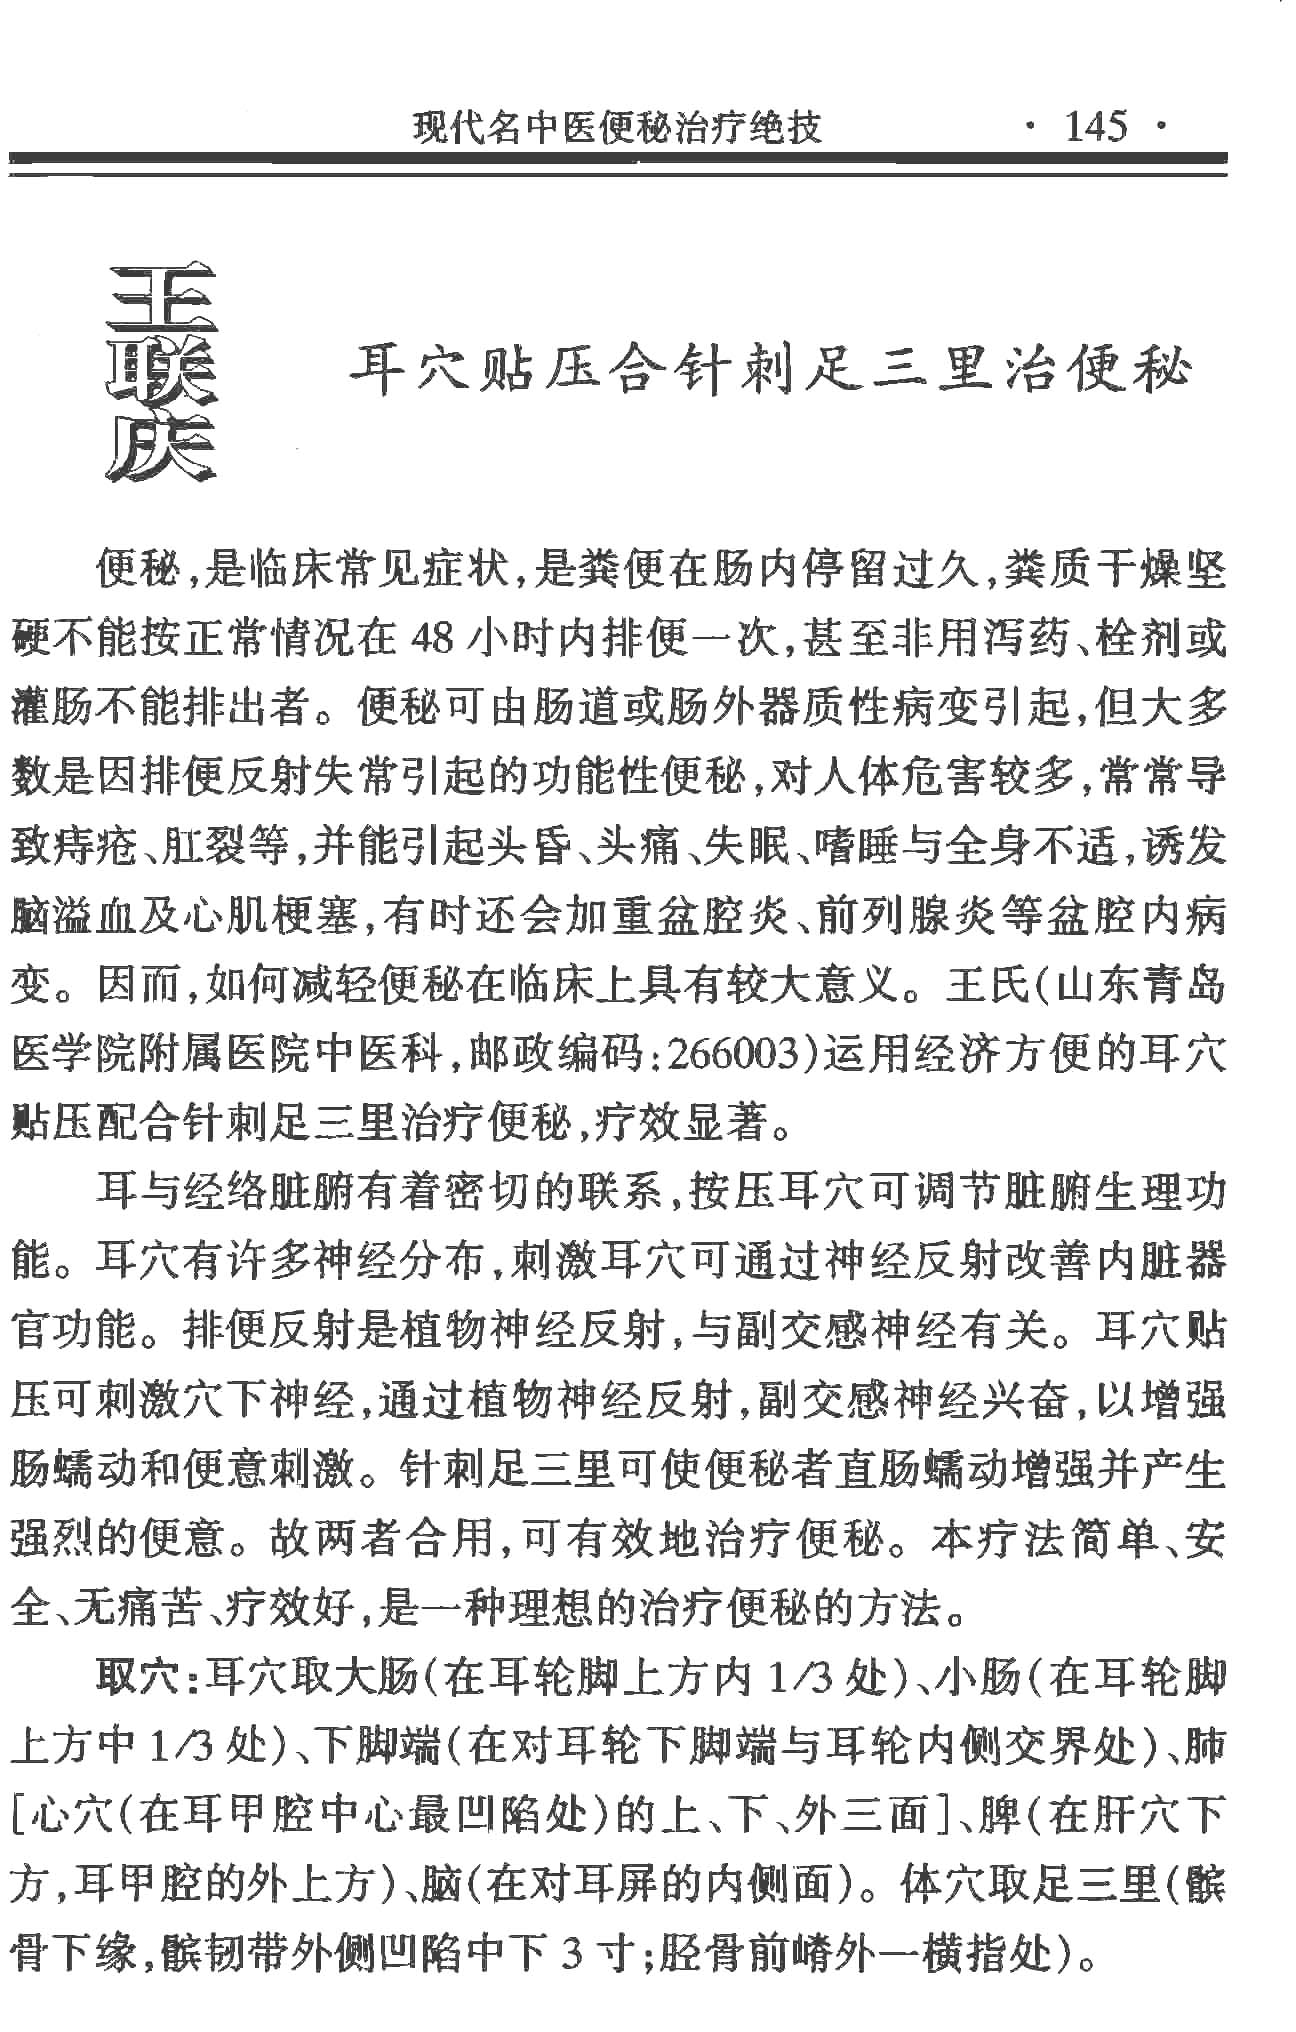 现代名中医便秘治疗绝技 · 145 ·
王联庆
耳穴贴压合针刺足三里治便秘
便秘,是临床常见症状,是粪便在肠内停留过久,粪质干燥坚
硬不能按正常情况在 48 小时内排便一次,甚至非用泻药、栓剂或
灌肠不能排出者。便秘可由肠道或肠外器质性病变引起,但大多
数是因排便反射失常引起的功能性便秘,对人体危害较多,常常导
致痔疮、肛裂等,并能引起头昏、头痛、失眠、嗜睡与全身不适,诱发
脑溢血及心肌梗塞,有时还会加重盆腔炎、前列腺炎等盆腔内病
变。因而,如何减轻便秘在临床上具有较大意义。王氏(山东青岛
医学院附属医院中医科,邮政编码:266003)运用经济方便的耳穴
贴压配合针刺足三里治疗便秘,疗效显著。
耳与经络脏腑有着密切的联系,按压耳穴可调节脏腑生理功
能。耳穴有许多神经分布,刺激耳穴可通过神经反射改善内脏器
官功能。排便反射是植物神经反射,与副交感神经有关。耳穴贴
压可刺激穴下神经,通过植物神经反射,副交感神经兴奋,以增强
肠蠕动和便意刺激。针刺足三里可使便秘者直肠蠕动增强并产生
强烈的便意。故两者合用,可有效地治疗便秘。本疗法简单、安
全、无痛苦、疗效好,是一种理想的治疗便秘的方法。
取穴:耳穴取大肠(在耳轮脚上方内 1/3 处)、小肠(在耳轮脚
上方中 1/3 处)、下脚端(在对耳轮下脚端与耳轮内侧交界处)、肺
[心穴(在耳甲腔中心最凹陷处)的上、下、外三面]、脾(在肝穴下
方,耳甲腔的外上方)、脑(在对耳屏的内侧面)。体穴取足三里(髌
骨下缘,髌韧带外侧凹陷中下 3 寸;胫骨前嵴外一横指处)。